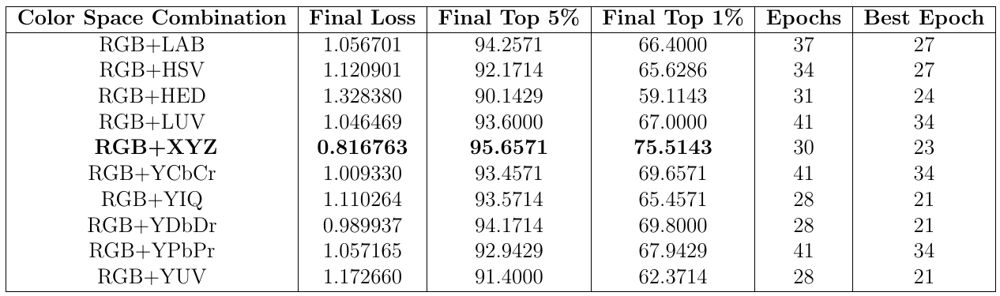 Color Space Combination Final Loss Final Top 5% Final Top 1% Epochs Best Epoch
RGB+LAB 1.056701 94.2571 66.4000 37 27
RGB+HSV 1.120901 92.1714 65.6286 34 27
RGB+HED 1.328380 90.1429 59.1143 31 24
RGB+LUV 1.046469 93.6000 67.0000 41 34
RGB+XYZ 0.816763 95.6571 75.5143 30 23
RGB+YCbCr 1.009330 93.4571 69.6571 41 34
RGB+YIQ 1.110264 93.5714 65.4571 28 21
RGB+YDbDr 0.989937 94.1714 69.8000 28 21
RGB+YPbPr 1.057165 92.9429 67.9429 41 34
RGB+YUV 1.172660 91.4000 62.3714 28 21